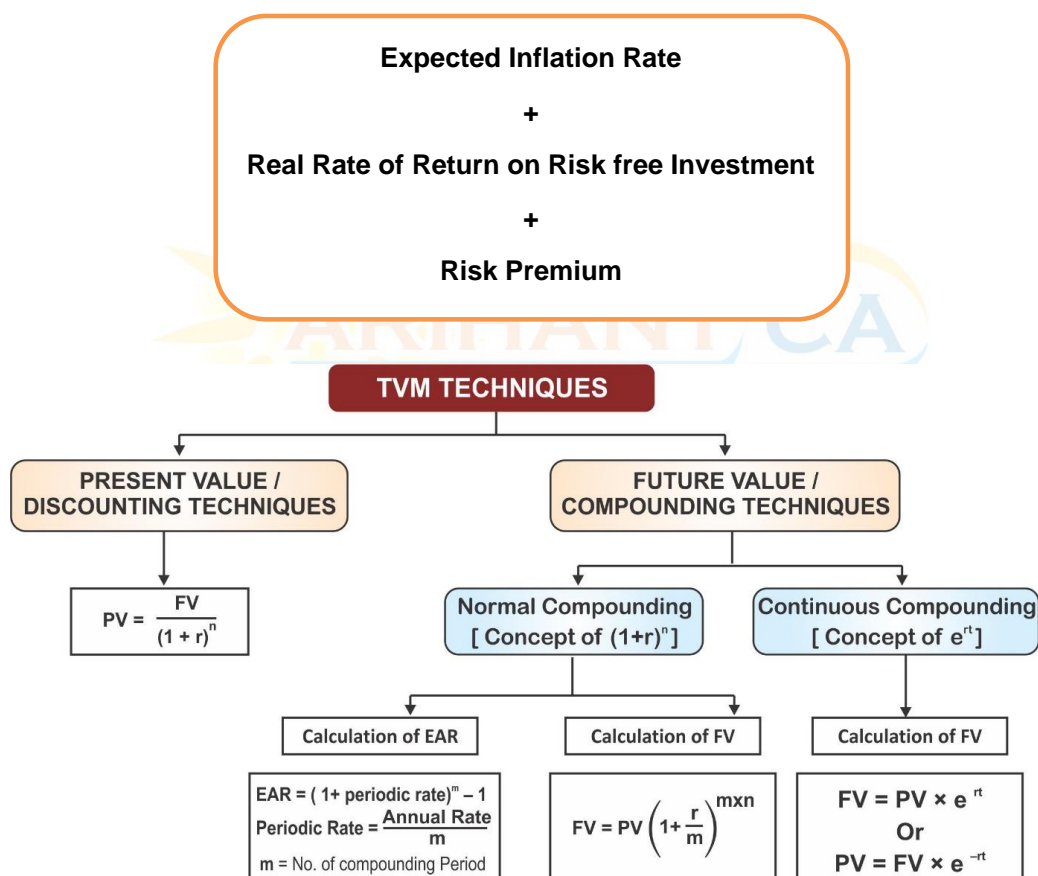 Expected Inflation Rate
+
Real Rate of Return on Risk free Investment
+
Risk Premium
ARIHANT CA
TVM TECHNIQUES
PRESENT VALUE /
DISCOUNTING TECHNIQUES
FUTURE VALUE /
COMPOUNDING TECHNIQUES
PV = FV / (1 + r)^n
Normal Compounding
[ Concept of (1+r)^n ]
Continuous Compounding
[ Concept of e^rt ]
Calculation of EAR
Calculation of FV
Calculation of FV
EAR = ( 1+ periodic rate)^m – 1
Periodic Rate = Annual Rate / m
m = No. of compounding Period
FV = PV (1+ r/m)^mxn
FV = PV × e^rt
Or
PV = FV × e^–rt